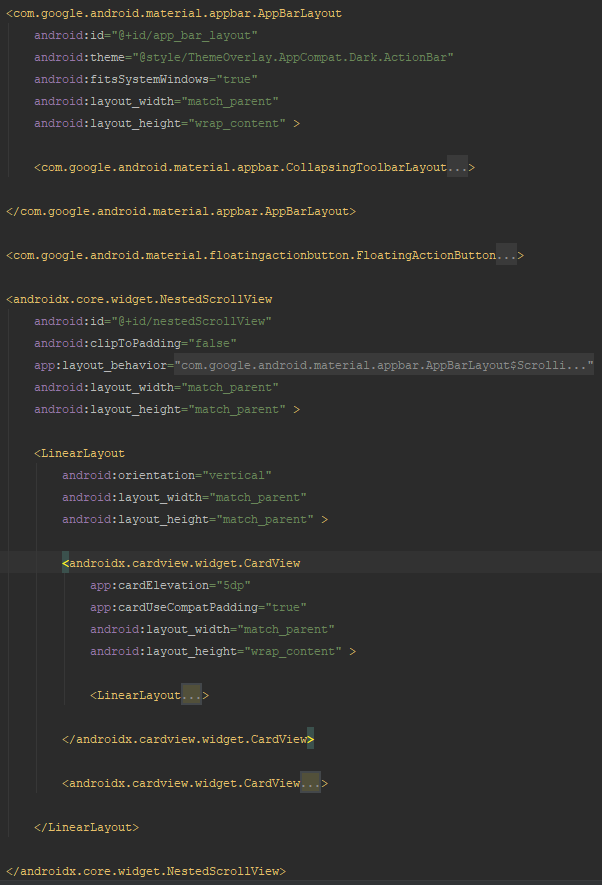 <com.google.android.material.appbar.AppBarLayout
android:id="@+id/app_bar_layout"
android:theme="@style/ThemeOverlay.AppCompat.Dark.ActionBar"
android:fitsSystemWindows="true"
android:layout_width="match_parent"
android:layout_height="wrap_content" >
<com.google.android.material.appbar.CollapsingToolbarLayout...>
</com.google.android.material.appbar.AppBarLayout>
<com.google.android.material.floatingactionbutton.FloatingActionButton...>
<androidx.core.widget.NestedScrollView
android:id="@+id/nestedScrollView"
android:clipToPadding="false"
app:layout_behavior="com.google.android.material.appbar.AppBarLayout$Scrolli..."
android:layout_width="match_parent"
android:layout_height="match_parent" >
<LinearLayout
android:orientation="vertical"
android:layout_width="match_parent"
android:layout_height="match_parent" >
<androidx.cardview.widget.CardView
app:cardElevation="5dp"
app:cardUseCompatPadding="true"
android:layout_width="match_parent"
android:layout_height="wrap_content" >
<LinearLayout...>
</androidx.cardview.widget.CardView>
<androidx.cardview.widget.CardView...>
</LinearLayout>
</androidx.core.widget.NestedScrollView>